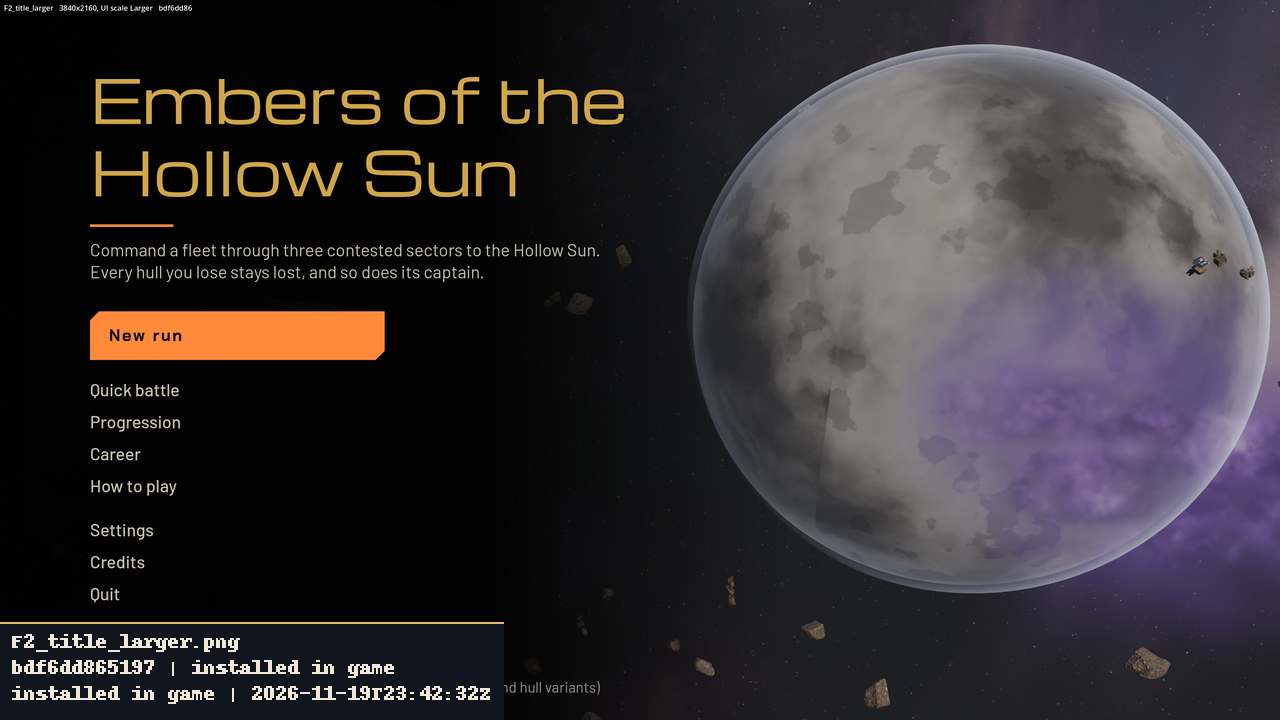 F2_title_larger 3840x2160, UI scale Larger bdf6dd86
Embers of the
Hollow Sun
Command a fleet through three contested sectors to the Hollow Sun.
Every hull you lose stays lost, and so does its captain.
New run
Quick battle
Progression
Career
How to play
Settings
Credits
Quit
F2_title_larger.png
bdf6dd865197 | installed in game
installed in game | 2026-11-19T23:42:32Z
hull variants)